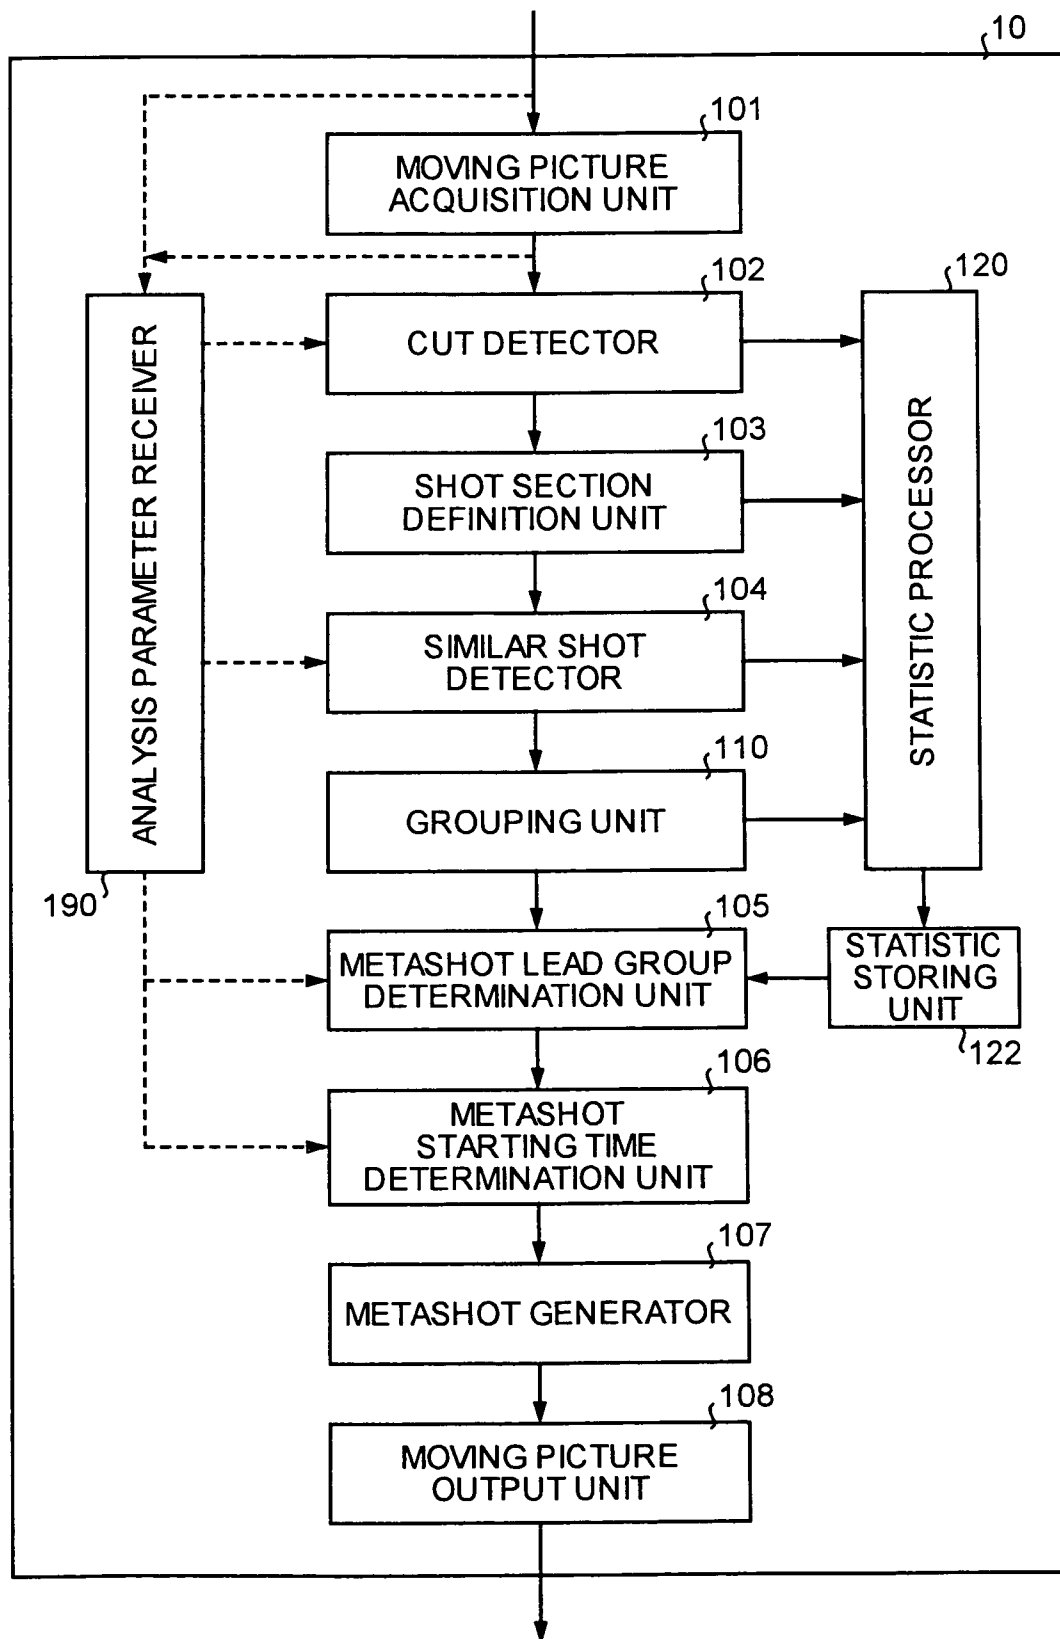 10
101
MOVING PICTURE
ACQUISITION UNIT
102
CUT DETECTOR
120
STATISTIC PROCESSOR
ANALYSIS PARAMETER RECEIVER
190
103
SHOT SECTION
DEFINITION UNIT
104
SIMILAR SHOT
DETECTOR
110
GROUPING UNIT
105
METASHOT LEAD GROUP
DETERMINATION UNIT
STATISTIC
STORING
UNIT
122
106
METASHOT
STARTING TIME
DETERMINATION UNIT
107
METASHOT GENERATOR
108
MOVING PICTURE
OUTPUT UNIT